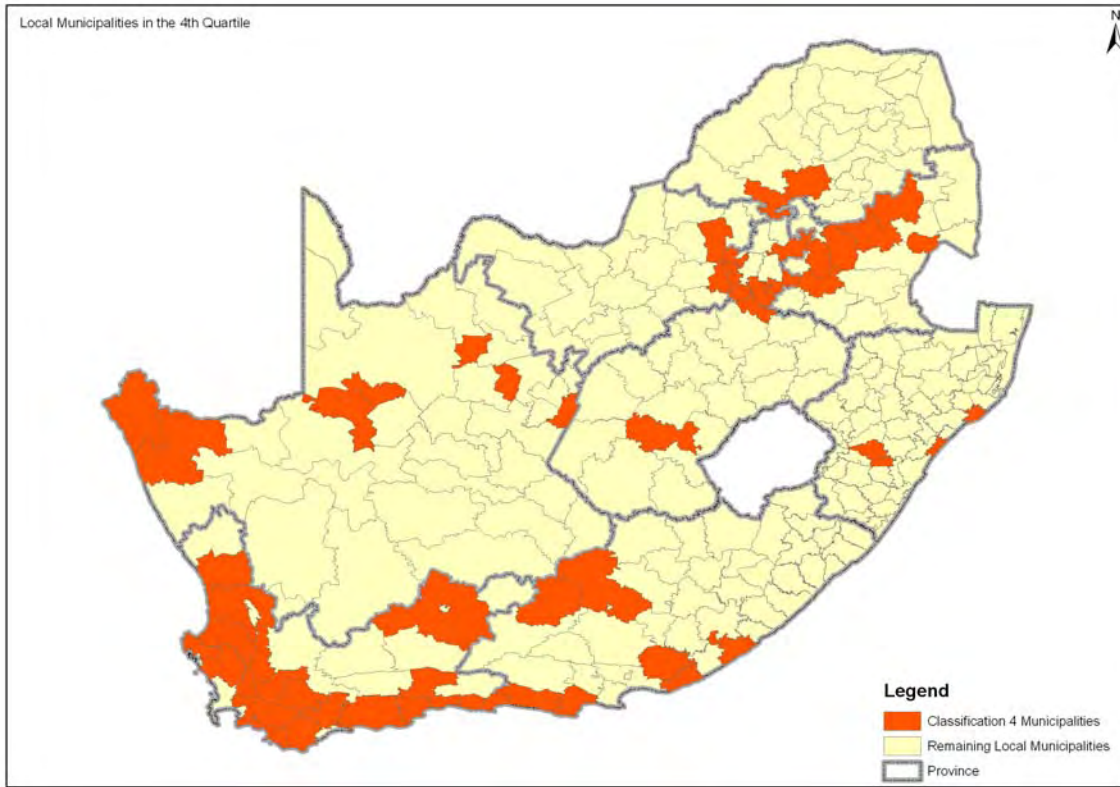 Local Municipalities in the 4th Quartile
N
Legend
Classification 4 Municipalities
Remaining Local Municipalities
Province